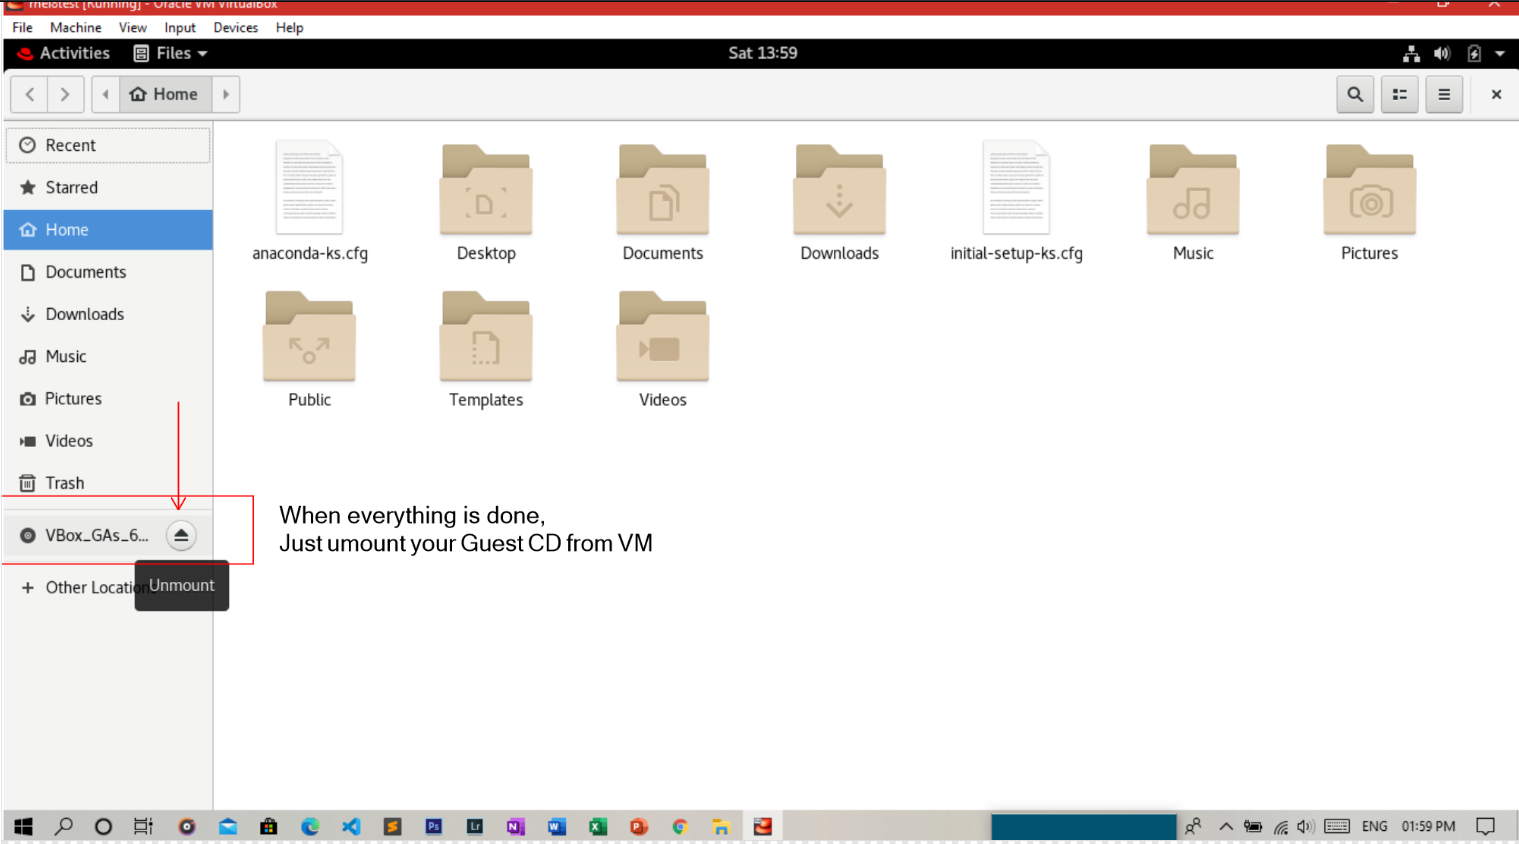 rhel8test [Running] - Oracle VM VirtualBox
File Machine View Input Devices Help
Activities Files Sat 13:59
Home
Recent
Starred
Home
Documents
Downloads
Music
Pictures
Videos
Trash
VBox_GAs_6...
Other Location
Unmount
anaconda-ks.cfg Desktop Documents Downloads initial-setup-ks.cfg Music Pictures
Public Templates Videos
When everything is done,
Just umount your Guest CD from VM
Ps Lr N W X P ENG 01:59 PM